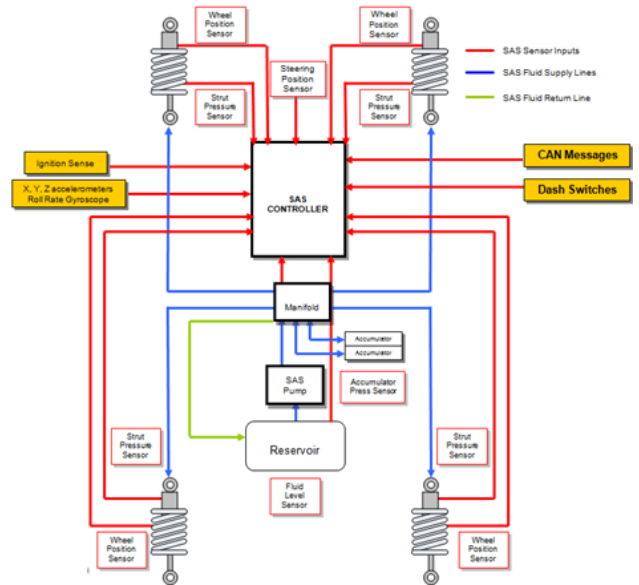 Wheel
Position
Sensor
Wheel
Position
Sensor
SAS Sensor Inputs
SAS Fluid Supply Lines
SAS Fluid Return Line
Steering
Position
Sensor
Strut
Pressure
Sensor
Strut
Pressure
Sensor
Ignition Sense
X, Y, Z accelerometers
Roll Rate Gyroscope
SAS
CONTROLLER
CAN Messages
Dash Switches
Manifold
Accumulator
Accumulator
SAS
Pump
Accumulator
Press Sensor
Reservoir
Strut
Pressure
Sensor
Strut
Pressure
Sensor
Fluid
Level
Sensor
Wheel
Position
Sensor
Wheel
Position
Sensor